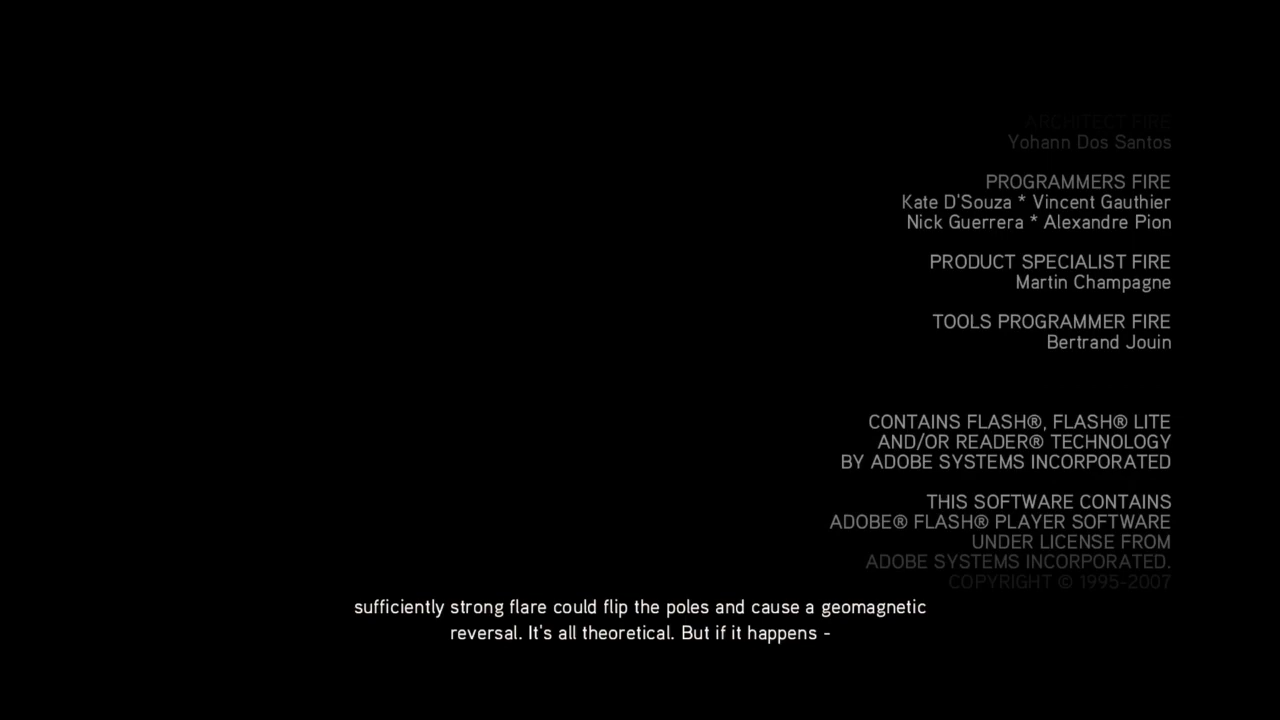 ARCHITECT FIRE
Yohann Dos Santos
PROGRAMMERS FIRE
Kate D'Souza * Vincent Gauthier
Nick Guerrera * Alexandre Pion
PRODUCT SPECIALIST FIRE
Martin Champagne
TOOLS PROGRAMMER FIRE
Bertrand Jouin
CONTAINS FLASH®, FLASH® LITE
AND/OR READER® TECHNOLOGY
BY ADOBE SYSTEMS INCORPORATED
THIS SOFTWARE CONTAINS
ADOBE® FLASH® PLAYER SOFTWARE
UNDER LICENSE FROM
ADOBE SYSTEMS INCORPORATED.
COPYRIGHT © 1995-2007
sufficiently strong flare could flip the poles and cause a geomagnetic
reversal. It's all theoretical. But if it happens -